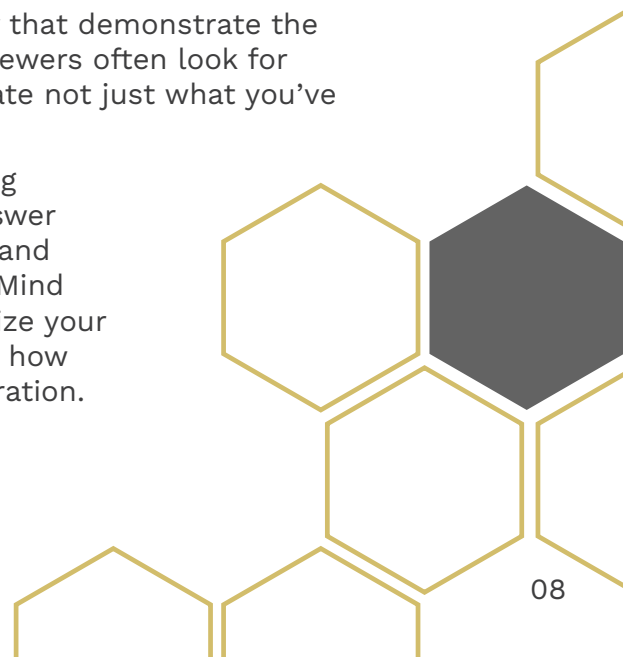 that demonstrate the
ewers often look for
ate not just what you've
g
swer
and
Mind
ize your
how
ration.
08